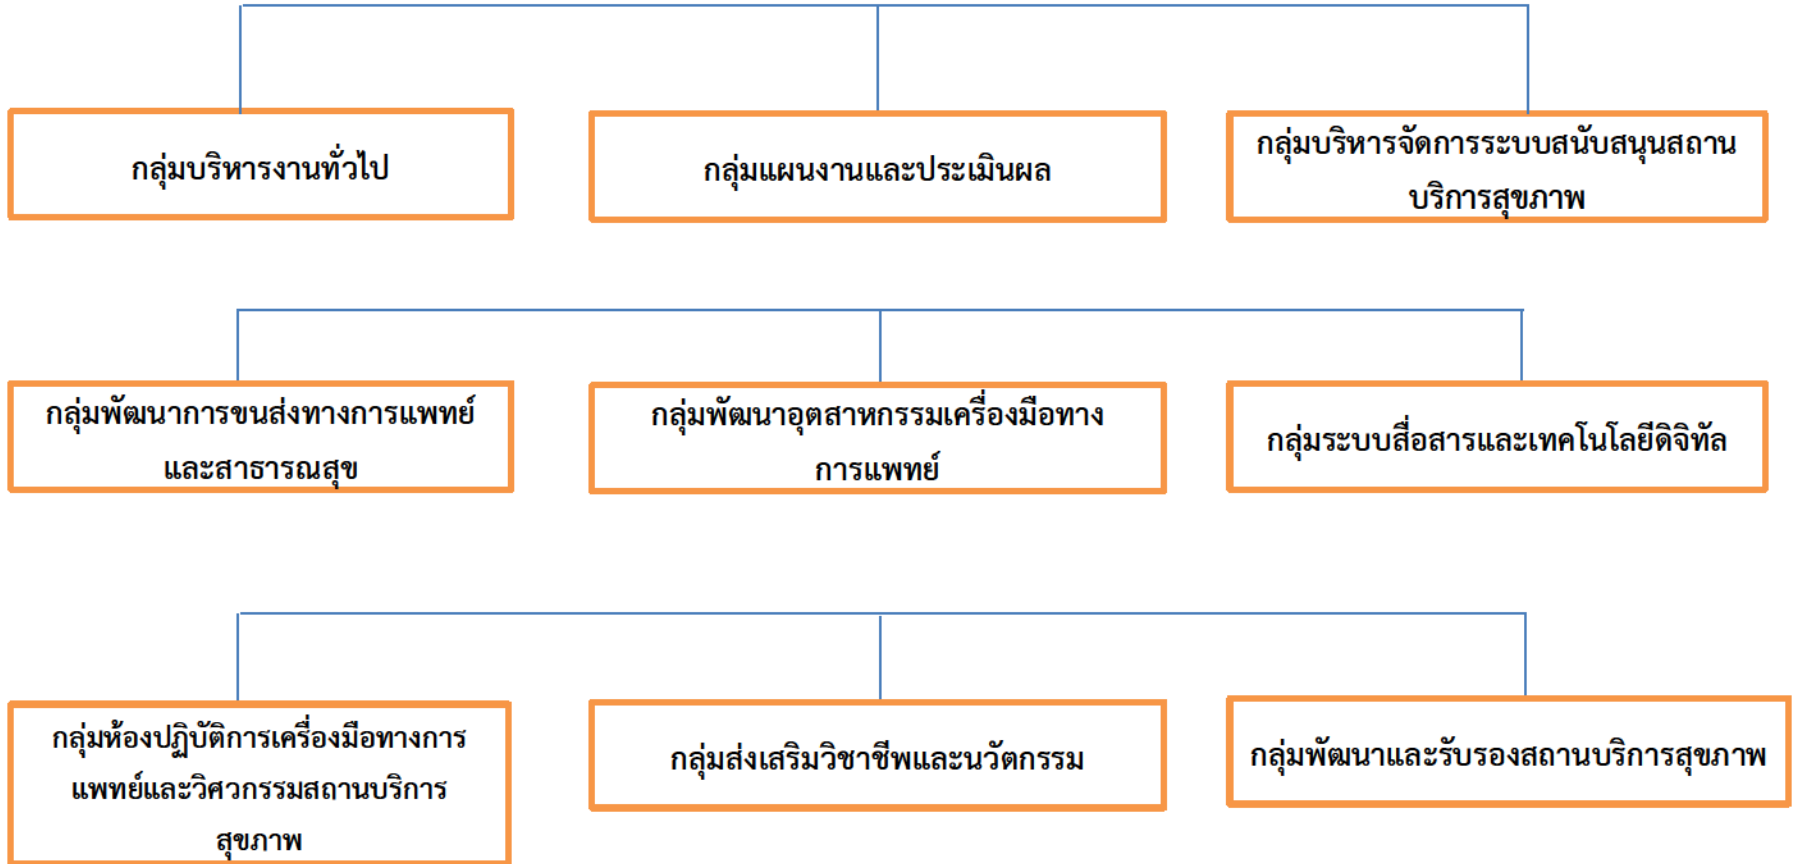 กลุ่มบริหารงานทั่วไป
กลุ่มแผนงานและประเมินผล
กลุ่มบริหารจัดการระบบสนับสนุนสถาน
บริการสุขภาพ
กลุ่มพัฒนาการขนส่งทางการแพทย์
และสาธารณสุข
กลุ่มพัฒนาอุตสาหกรรมเครื่องมือทาง
การแพทย์
กลุ่มระบบสื่อสารและเทคโนโลยีดิจิทัล
กลุ่มห้องปฏิบัติการเครื่องมือทางการ
แพทย์และวิศวกรรมสถานบริการ
สุขภาพ
กลุ่มส่งเสริมวิชาชีพและนวัตกรรม
กลุ่มพัฒนาและรับรองสถานบริการสุขภาพ